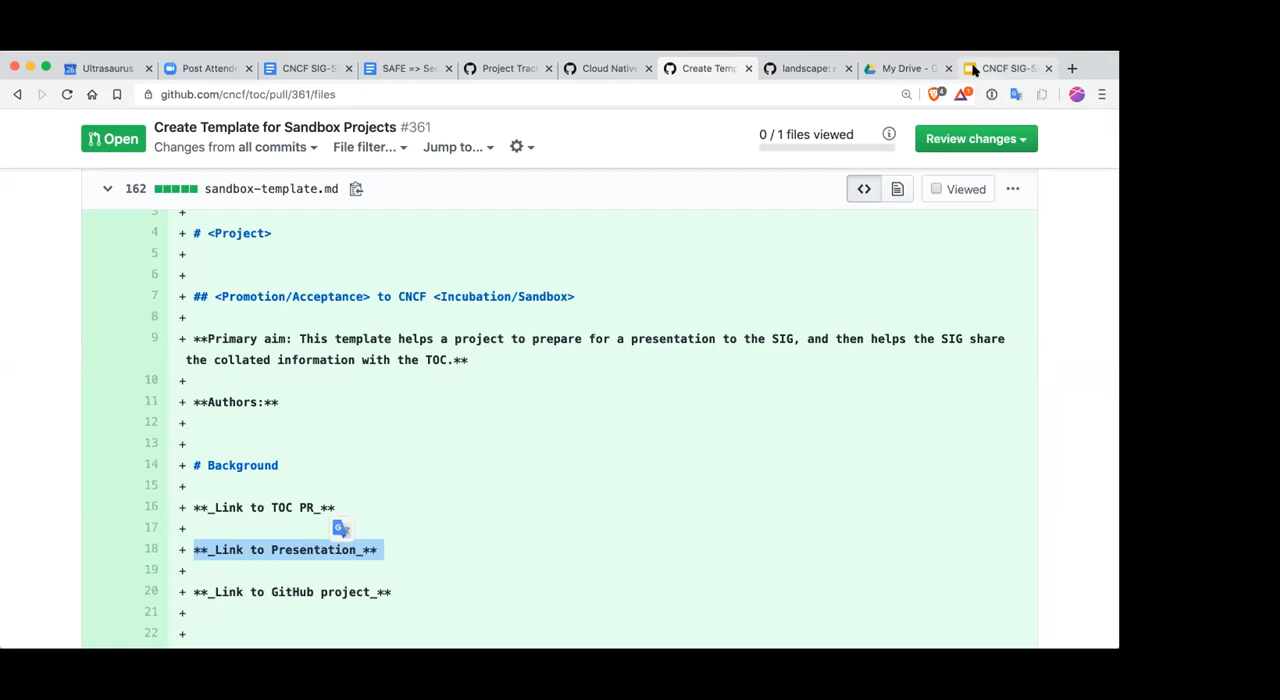 Ultrasaurus
Post Attend
CNCF SIG-S
SAFE => Se
Project Trac
Cloud Nativ
Create Temp
landscape: r
My Drive - G
CNCF SIG-S
github.com/cncf/toc/pull/361/files
4
1
Open
Create Template for Sandbox Projects #361
Changes from all commits
File filter...
Jump to...
0 / 1 files viewed
Review changes
162
sandbox-template.md
Viewed
3 +
4 + # <Project>
5 +
6 +
7 + ## <Promotion/Acceptance> to CNCF <Incubation/Sandbox>
8 +
9 + **Primary aim: This template helps a project to prepare for a presentation to the SIG, and then helps the SIG share
the collated information with the TOC.**
10 +
11 + **Authors:**
12 +
13 +
14 + # Background
15 +
16 + **_Link to TOC PR_**
17 +
18 + **_Link to Presentation_**
19 +
20 + **_Link to GitHub project_**
21 +
22 +